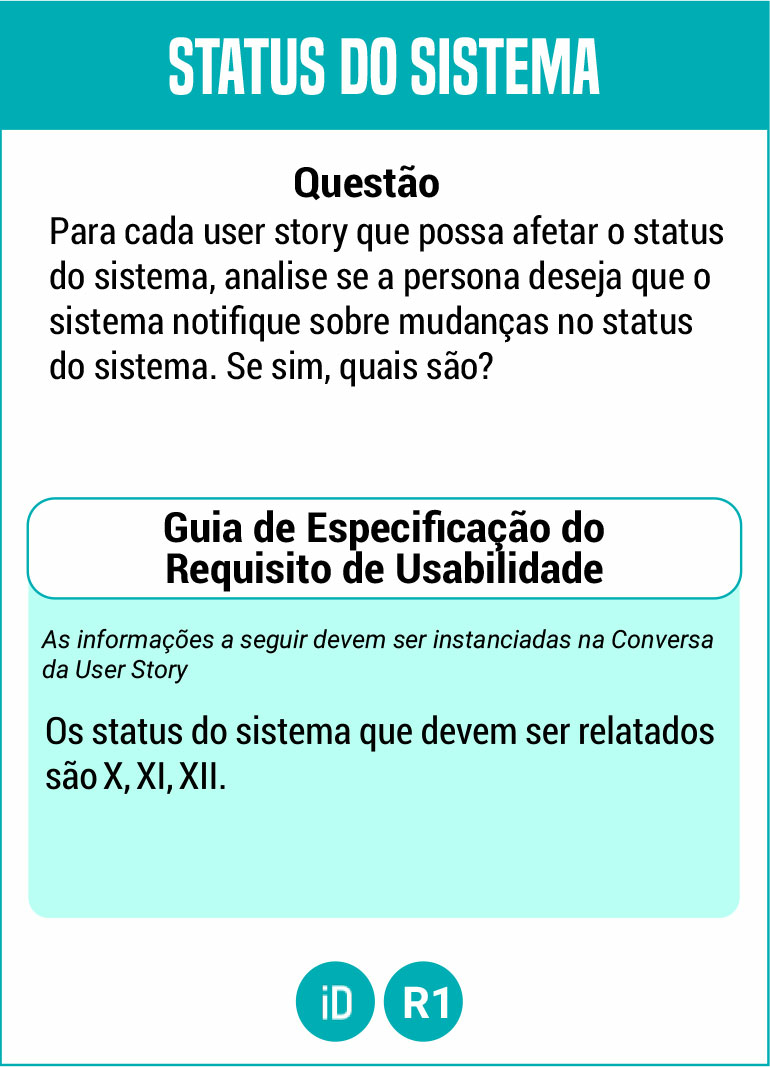 STATUS DO SISTEMA
Questão
Para cada user story que possa afetar o status
do sistema, analise se a persona deseja que o
sistema notifique sobre mudanças no status
do sistema. Se sim, quais são?
Guia de Especificação do
Requisito de Usabilidade
As informações a seguir devem ser instanciadas na Conversa
da User Story
Os status do sistema que devem ser relatados
são X, XI, XII.
iD R1